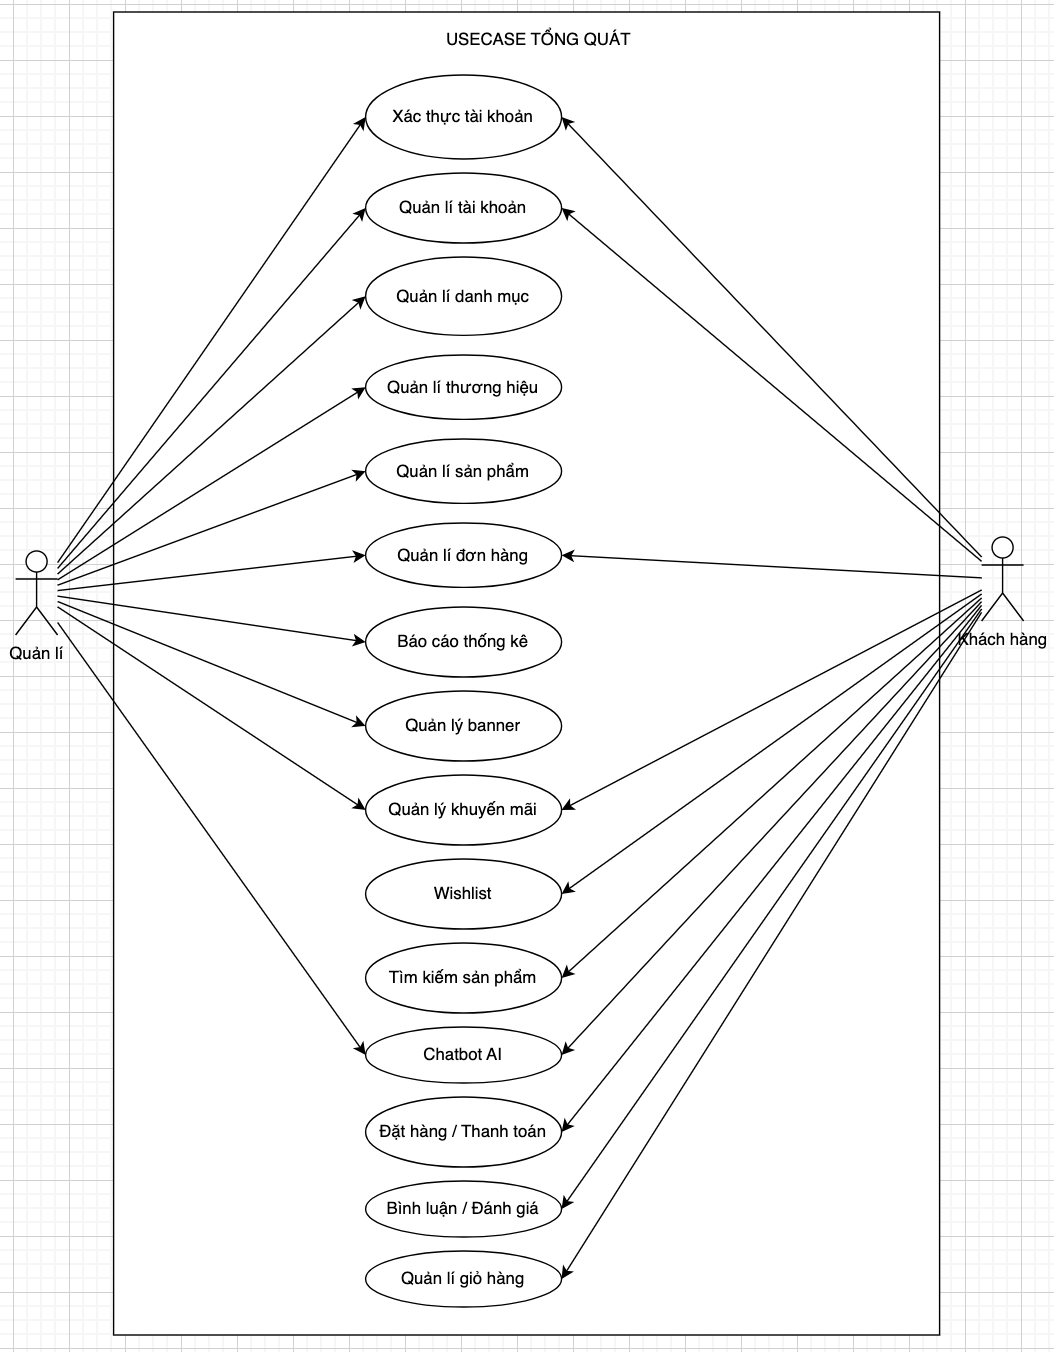 USECASE TỔNG QUÁT
Xác thực tài khoản
Quản lí tài khoản
Quản lí danh mục
Quản lí thương hiệu
Quản lí sản phẩm
Quản lí đơn hàng
Quản lí
Khách hàng
Báo cáo thống kê
Quản lý banner
Quản lý khuyến mãi
Wishlist
Tìm kiếm sản phẩm
Chatbot AI
Đặt hàng / Thanh toán
Bình luận / Đánh giá
Quản lí giỏ hàng